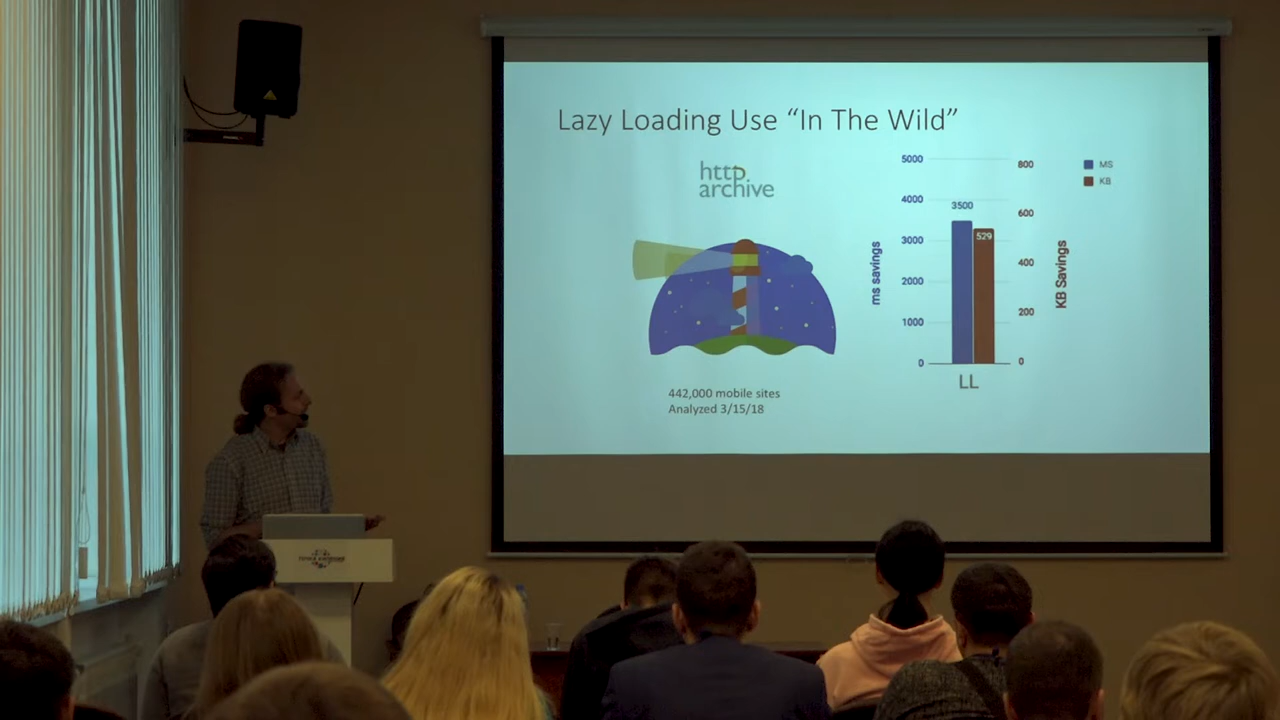 Lazy Loading Use “In The Wild”
http
archive
442,000 mobile sites
Analyzed 3/15/18
5000
4000
3000
2000
1000
0
ms savings
3500
529
LL
800
600
400
200
0
KB Savings
MS
KB